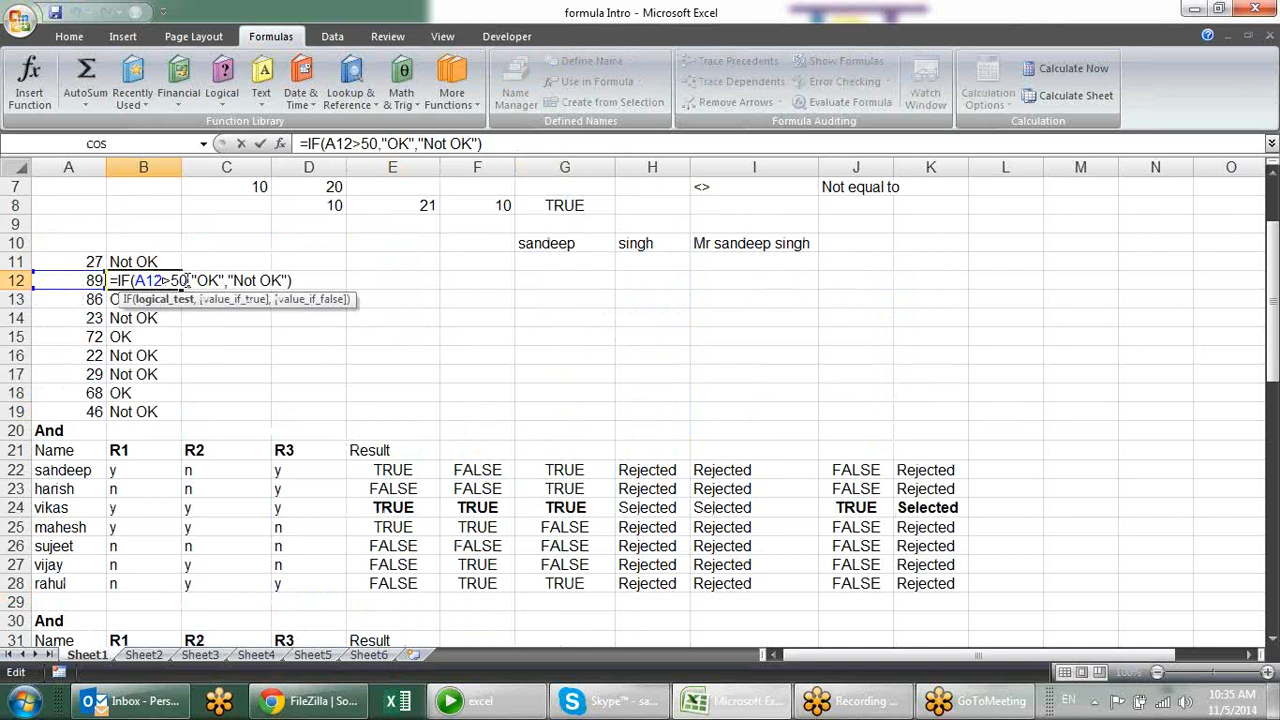 formula Intro - Microsoft Excel
Home Insert Page Layout Formulas Data Review View Developer
Insert Function
AutoSum
Recently Used
Financial
Logical
Text
Date & Time
Lookup & Reference
Math & Trig
More Functions
Function Library
Name Manager
Define Name
Use in Formula
Create from Selection
Defined Names
Trace Precedents
Trace Dependents
Remove Arrows
Show Formulas
Error Checking
Evaluate Formula
Formula Auditing
Watch Window
Calculation Options
Calculate Now
Calculate Sheet
Calculation
cos =IF(A12>50,"OK","Not OK")
A B C D E F G H I J K L M N O
7 10 20 <> Not equal to
8 10 21 10 TRUE
9
10 sandeep singh Mr sandeep singh
11 27 Not OK
12 89 =IF(A12>50,"OK","Not OK")
IF(logical_test, [value_if_true], [value_if_false])
13 86 O
14 23 Not OK
15 72 OK
16 22 Not OK
17 29 Not OK
18 68 OK
19 46 Not OK
20 And
21 Name R1 R2 R3 Result
22 sahdeep y n y TRUE FALSE TRUE Rejected Rejected FALSE Rejected
23 harish n n y FALSE FALSE TRUE Rejected Rejected FALSE Rejected
24 vikas y y y TRUE TRUE TRUE Selected Selected TRUE Selected
25 mahesh y y n TRUE TRUE FALSE Rejected Rejected FALSE Rejected
26 sujeet n n n FALSE FALSE FALSE Rejected Rejected FALSE Rejected
27 vijay n y n FALSE TRUE FALSE Rejected Rejected FALSE Rejected
28 rahul n y y FALSE TRUE TRUE Rejected Rejected FALSE Rejected
29
30 And
31 Name R1 R2 R3 Result
Sheet1 Sheet2 Sheet3 Sheet4 Sheet5 Sheet6
Edit 100%
Inbox - Pers... FileZilla | So... excel Skype™ - sa... Microsoft Exc... Recording ... GoToMeeting EN 10:35 AM
11/5/2014